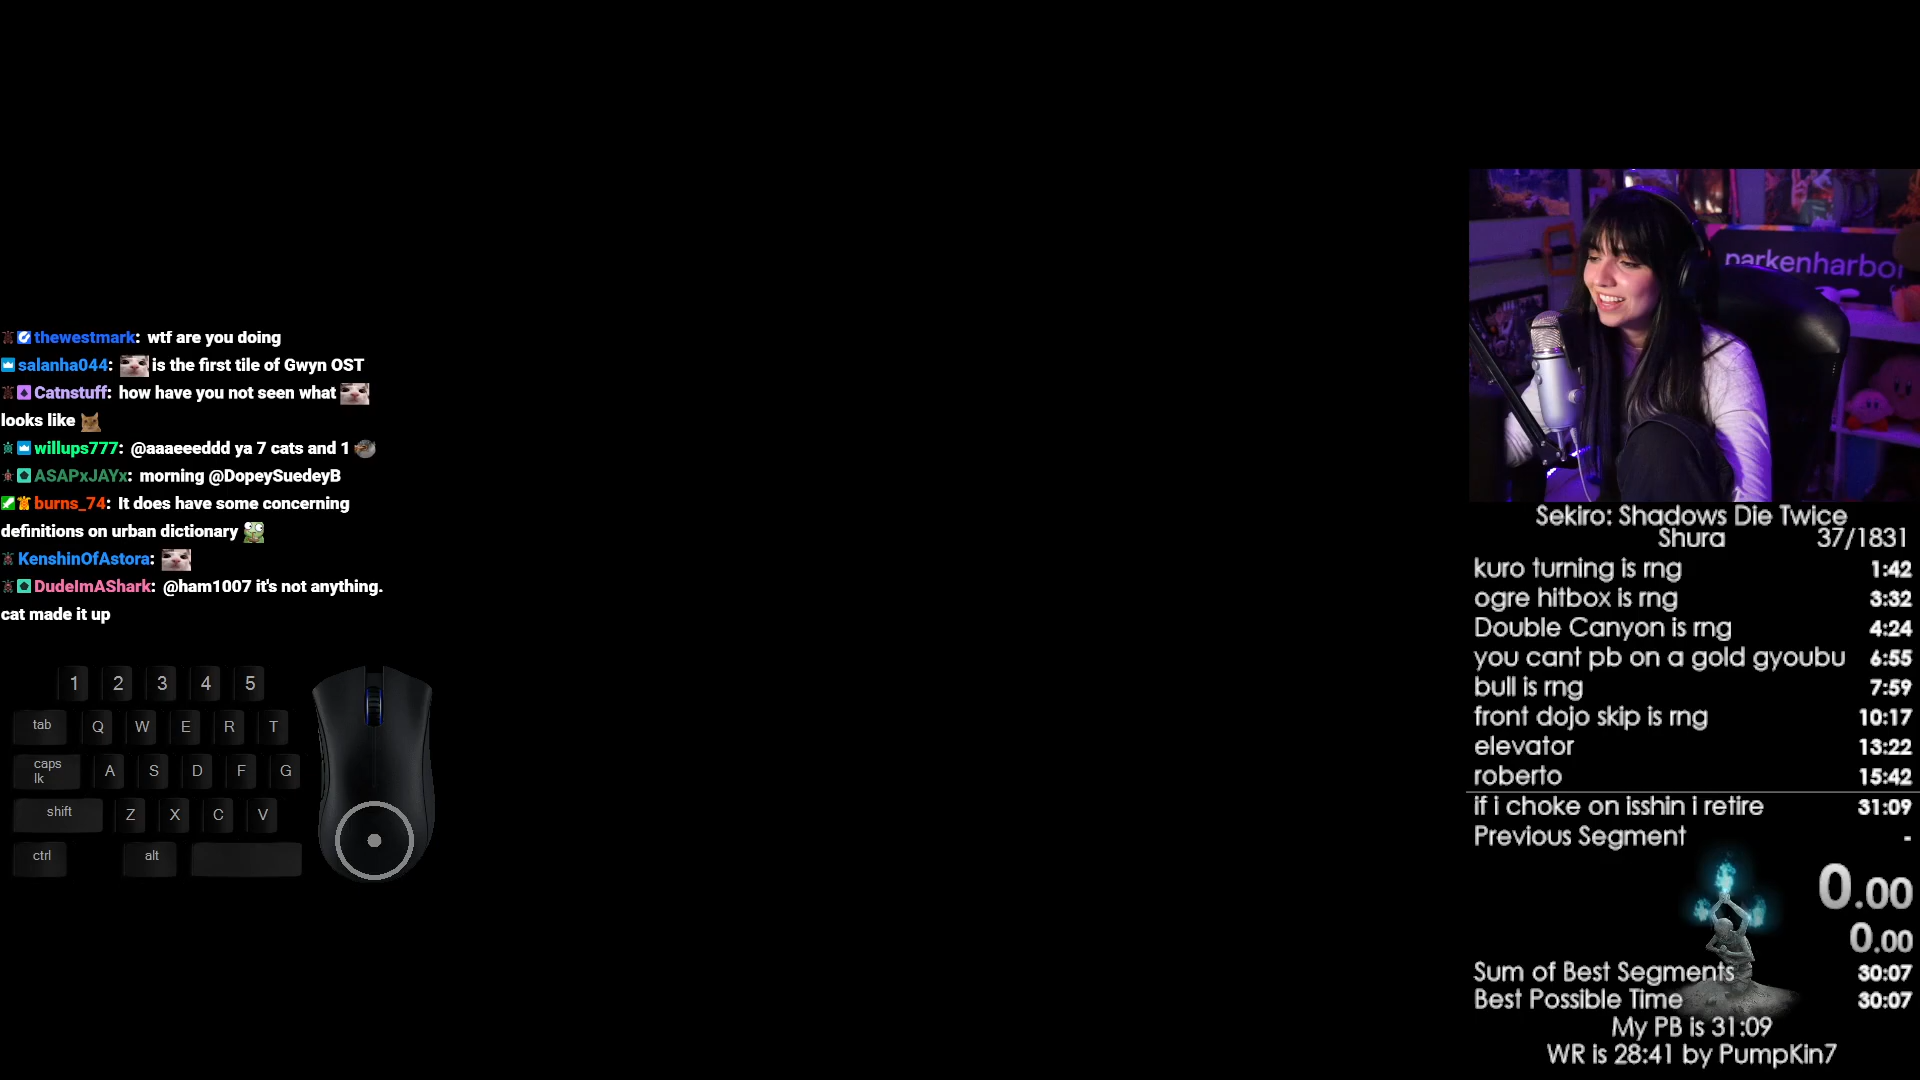 thewestmark: wtf are you doing
salanha044: is the first tile of Gwyn OST
Catnstuff: how have you not seen what
looks like
willups777: @aaaeeeddd ya 7 cats and 1
ASAPxJAYx: morning @DopeySuedeyB
burns_74: It does have some concerning
definitions on urban dictionary
KenshinOfAstora:
DudeImAShark: @ham1007 it's not anything.
cat made it up
1 2 3 4 5
tab Q W E R T
caps
lk A S D F G
shift Z X C V
ctrl alt
parkenharbor
Sekiro: Shadows Die Twice
Shura 37/1831
kuro turning is rng 1:42
ogre hitbox is rng 3:32
Double Canyon is rng 4:24
you cant pb on a gold gyoubu 6:55
bull is rng 7:59
front dojo skip is rng 10:17
elevator 13:22
roberto 15:42
if i choke on isshin i retire 31:09
Previous Segment -
0.00
0.00
Sum of Best Segments 30:07
Best Possible Time 30:07
My PB is 31:09
WR is 28:41 by PumpKin7